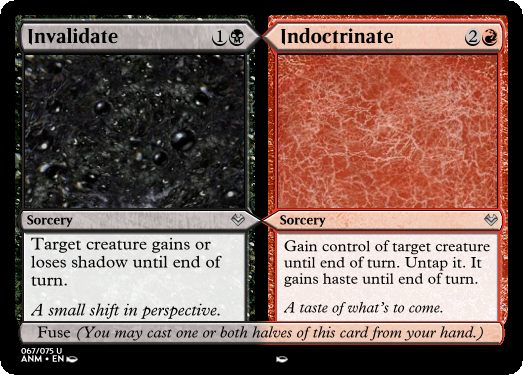 Invalidate 1
Sorcery
Target creature gains or
loses shadow until end of
turn.
A small shift in perspective.
Indoctrinate 2
Sorcery
Gain control of target creature
until end of turn. Untap it. It
gains haste until end of turn.
A taste of what's to come.
Fuse (You may cast one or both halves of this card from your hand.)
067/075 U
ANM • EN